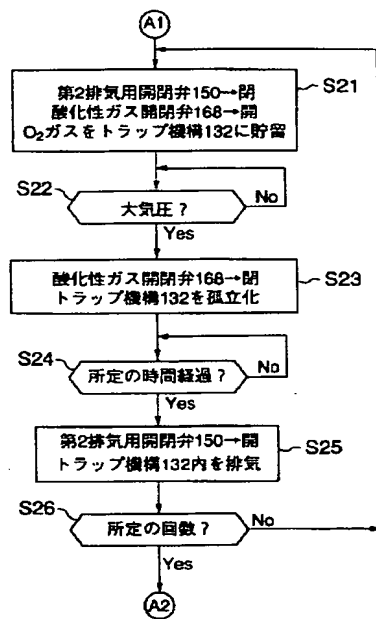 A1
S21
第2排気用開閉弁150→閉
酸化性ガス開閉弁168→開
O₂ガスをトラップ機構132に貯留
S22
大気圧?
No
Yes
S23
酸化性ガス開閉弁168→閉
トラップ機構132を孤立化
S24
所定の時間経過?
No
Yes
第2排気用開閉弁150→開
トラップ機構132内を排気
S25
S26
所定の回数?
No
Yes
A2